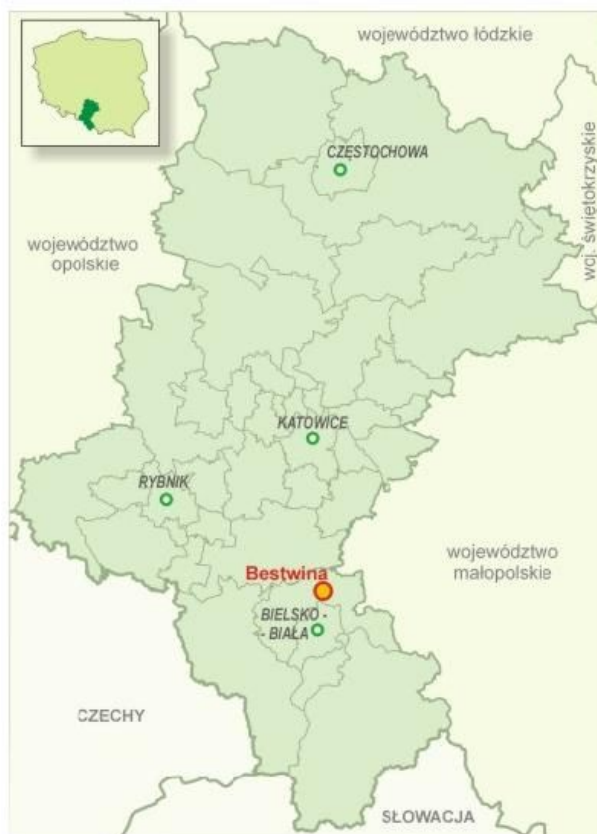 województwo łódzkie
woj. świętokrzyskie
CZĘSTOCHOWA
województwo
opolskie
KATOWICE
RYBNIK
województwo
małopolskie
Bestwina
BIELSKO -
- BIAŁA
CZECHY
SŁOWACJA